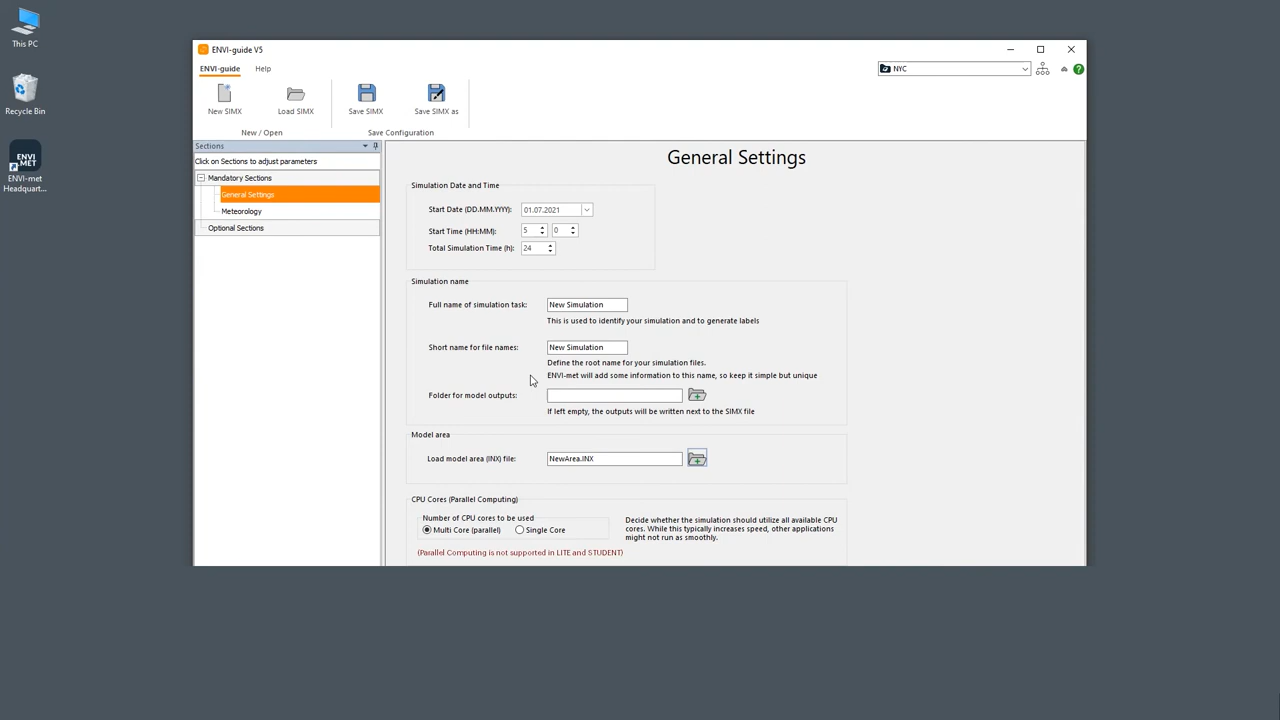 This PC
Recycle Bin
ENVI
MET
ENVI-met
Headquart...
ENVI-guide V5
ENVI-guide
Help
NYC
New SIMX
Load SIMX
Save SIMX
Save SIMX as
New / Open
Save Configuration
Sections
Click on Sections to adjust parameters
Mandatory Sections
General Settings
Meteorology
Optional Sections
General Settings
Simulation Date and Time
Start Date (DD.MM.YYYY): 01.07.2021
Start Time (HH:MM): 5 0
Total Simulation Time (h): 24
Simulation name
Full name of simulation task: New Simulation
This is used to identify your simulation and to generate labels
Short name for file names: New Simulation
Define the root name for your simulation files.
ENVI-met will add some information to this name, so keep it simple but unique
Folder for model outputs:
If left empty, the outputs will be written next to the SIMX file
Model area
Load model area (INX) file: NewArea.INX
CPU Cores (Parallel Computing)
Number of CPU cores to be used
Multi Core (parallel) Single Core
Decide whether the simulation should utilize all available CPU
cores. While this typically increases speed, other applications
might not run as smoothly.
(Parallel Computing is not supported in LITE and STUDENT)